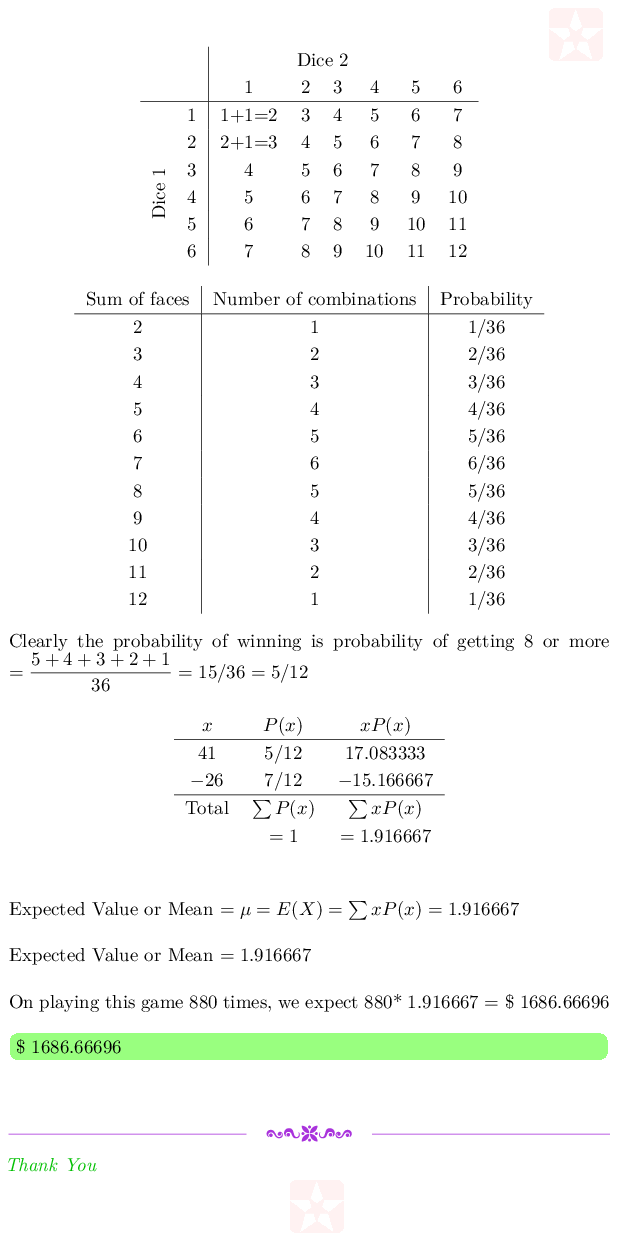 Dice 2
1 2 3 4 5 6
Dice 1
1 1+1=2 3 4 5 6 7
2 2+1=3 4 5 6 7 8
3 4 5 6 7 8 9
4 5 6 7 8 9 10
5 6 7 8 9 10 11
6 7 8 9 10 11 12
Sum of faces Number of combinations Probability
2 1 1/36
3 2 2/36
4 3 3/36
5 4 4/36
6 5 5/36
7 6 6/36
8 5 5/36
9 4 4/36
10 3 3/36
11 2 2/36
12 1 1/36
Clearly the probability of winning is probability of getting 8 or more
= (5 + 4 + 3 + 2 + 1)/36 = 15/36 = 5/12
x P(x) xP(x)
41 5/12 17.083333
−26 7/12 −15.166667
Total ∑ P(x) ∑ xP(x)
= 1 = 1.916667
Expected Value or Mean = μ = E(X) = ∑ xP(x) = 1.916667
Expected Value or Mean = 1.916667
On playing this game 880 times, we expect 880* 1.916667 = $ 1686.66696
$ 1686.66696
Thank You